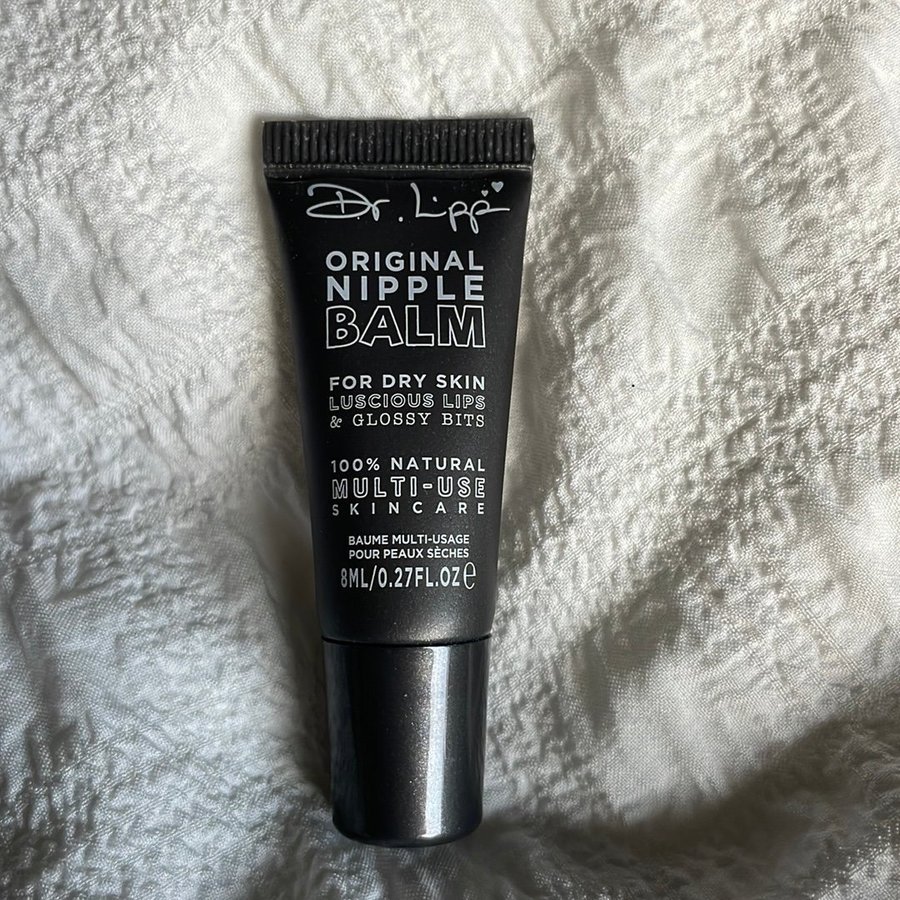 Dr. Lipp
ORIGINAL
NIPPLE
BALM
FOR DRY SKIN
LUSCIOUS LIPS
& GLOSSY BITS
100% NATURAL
MULTI-USE
SKINCARE
BAUME MULTI-USAGE
POUR PEAUX SÈCHES
8ML/0.27FL.OZ℮